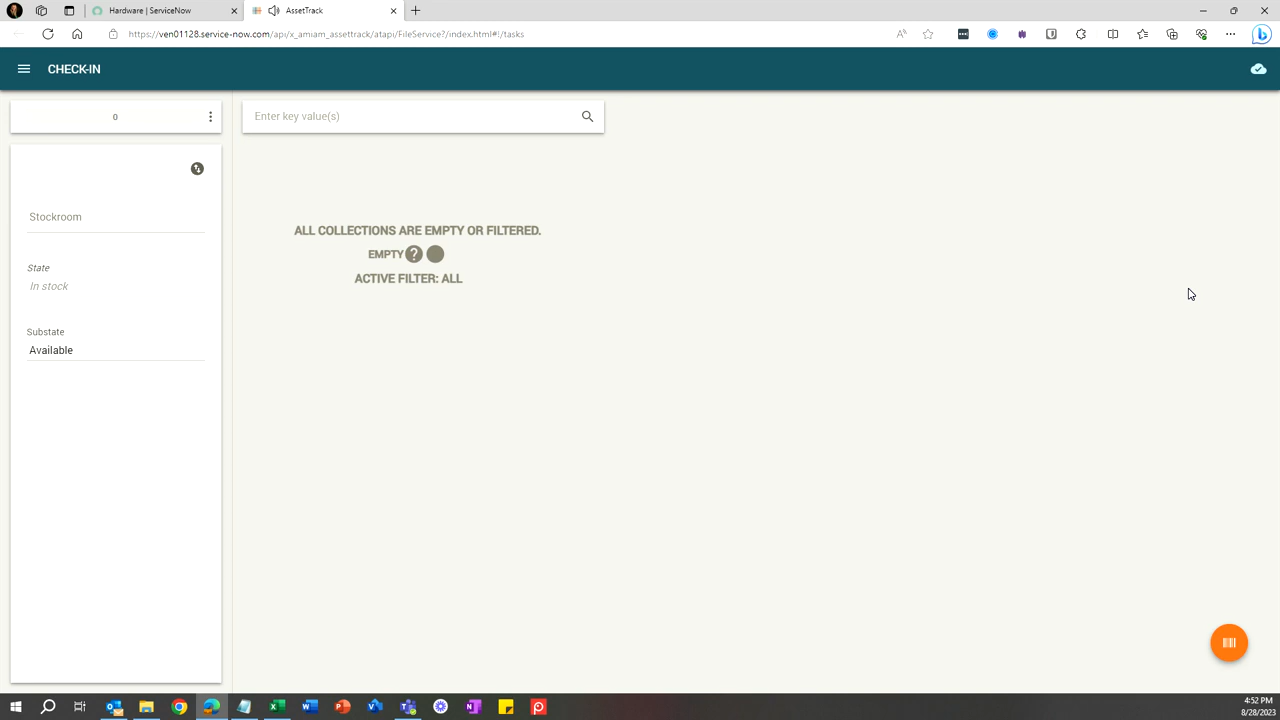 Hardware | ServiceNow
AssetTrack
https://ven01128.service-now.com/api/x_amiam_assettrack/atapi/FileService?/index.html#!/tasks
CHECK-IN
0
Enter key value(s)
Stockroom
State
In stock
Substate
Available
ALL COLLECTIONS ARE EMPTY OR FILTERED.
EMPTY ?
ACTIVE FILTER: ALL
4:52 PM
8/28/2023